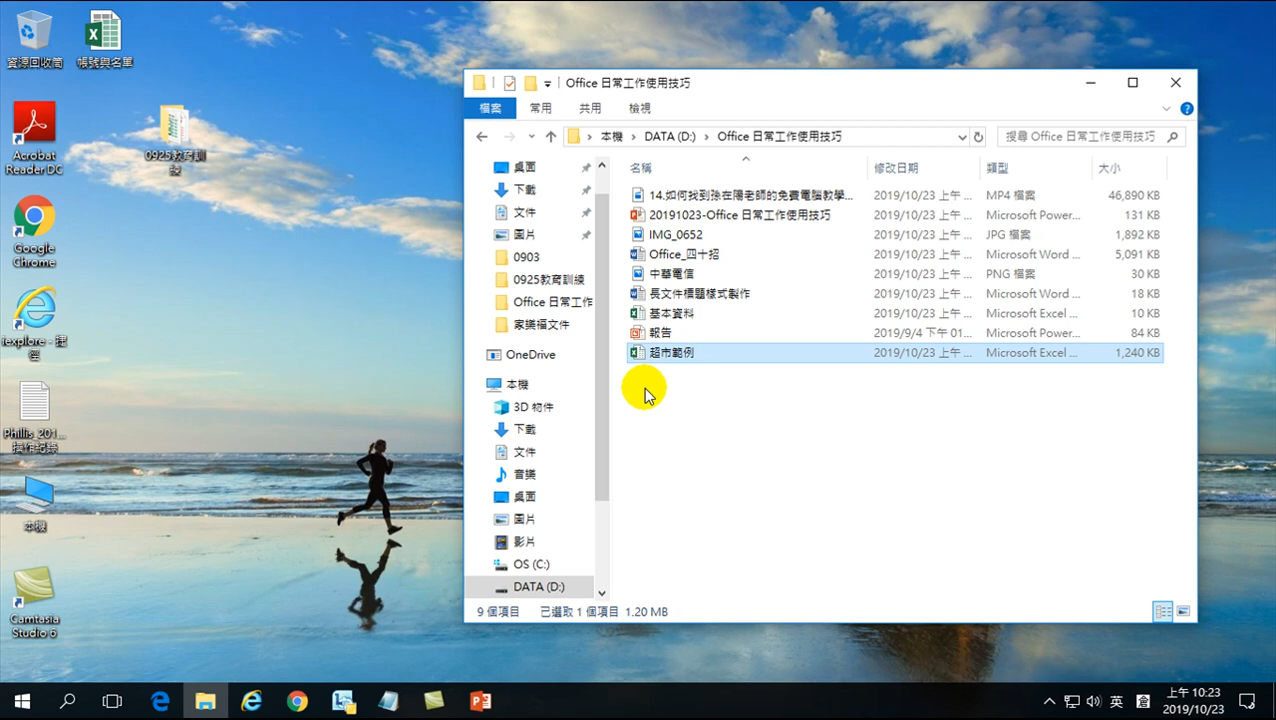 資源回收筒
帳號與名單
Acrobat
Reader DC
0925教育訓
練
Google
Chrome
iexplore - 捷
徑
Phillis_201...
操作紀錄
本機
Camtasia
Studio 6
Office 日常工作使用技巧
檔案 常用 共用 檢視
本機 DATA (D:) Office 日常工作使用技巧
搜尋 Office 日常工作使用技巧
桌面
下載
文件
圖片
0903
0925教育訓練
Office 日常工作
家樂福文件
OneDrive
本機
3D 物件
下載
文件
音樂
桌面
圖片
影片
OS (C:)
DATA (D:)
名稱 修改日期 類型 大小
14.如何找到孫在陽老師的免費電腦教學... 2019/10/23 上午 ... MP4 檔案 46,890 KB
20191023-Office 日常工作使用技巧 2019/10/23 上午 ... Microsoft Power... 131 KB
IMG_0652 2019/10/23 上午 ... JPG 檔案 1,892 KB
Office_四十招 2019/10/23 上午 ... Microsoft Word ... 5,091 KB
中華電信 2019/10/23 上午 ... PNG 檔案 30 KB
長文件標題樣式製作 2019/10/23 上午 ... Microsoft Word ... 18 KB
基本資料 2019/10/23 上午 ... Microsoft Excel ... 10 KB
報告 2019/9/4 下午 01... Microsoft Power... 84 KB
超市範例 2019/10/23 上午 ... Microsoft Excel ... 1,240 KB
9 個項目 已選取 1 個項目 1.20 MB
英
上午 10:23
2019/10/23